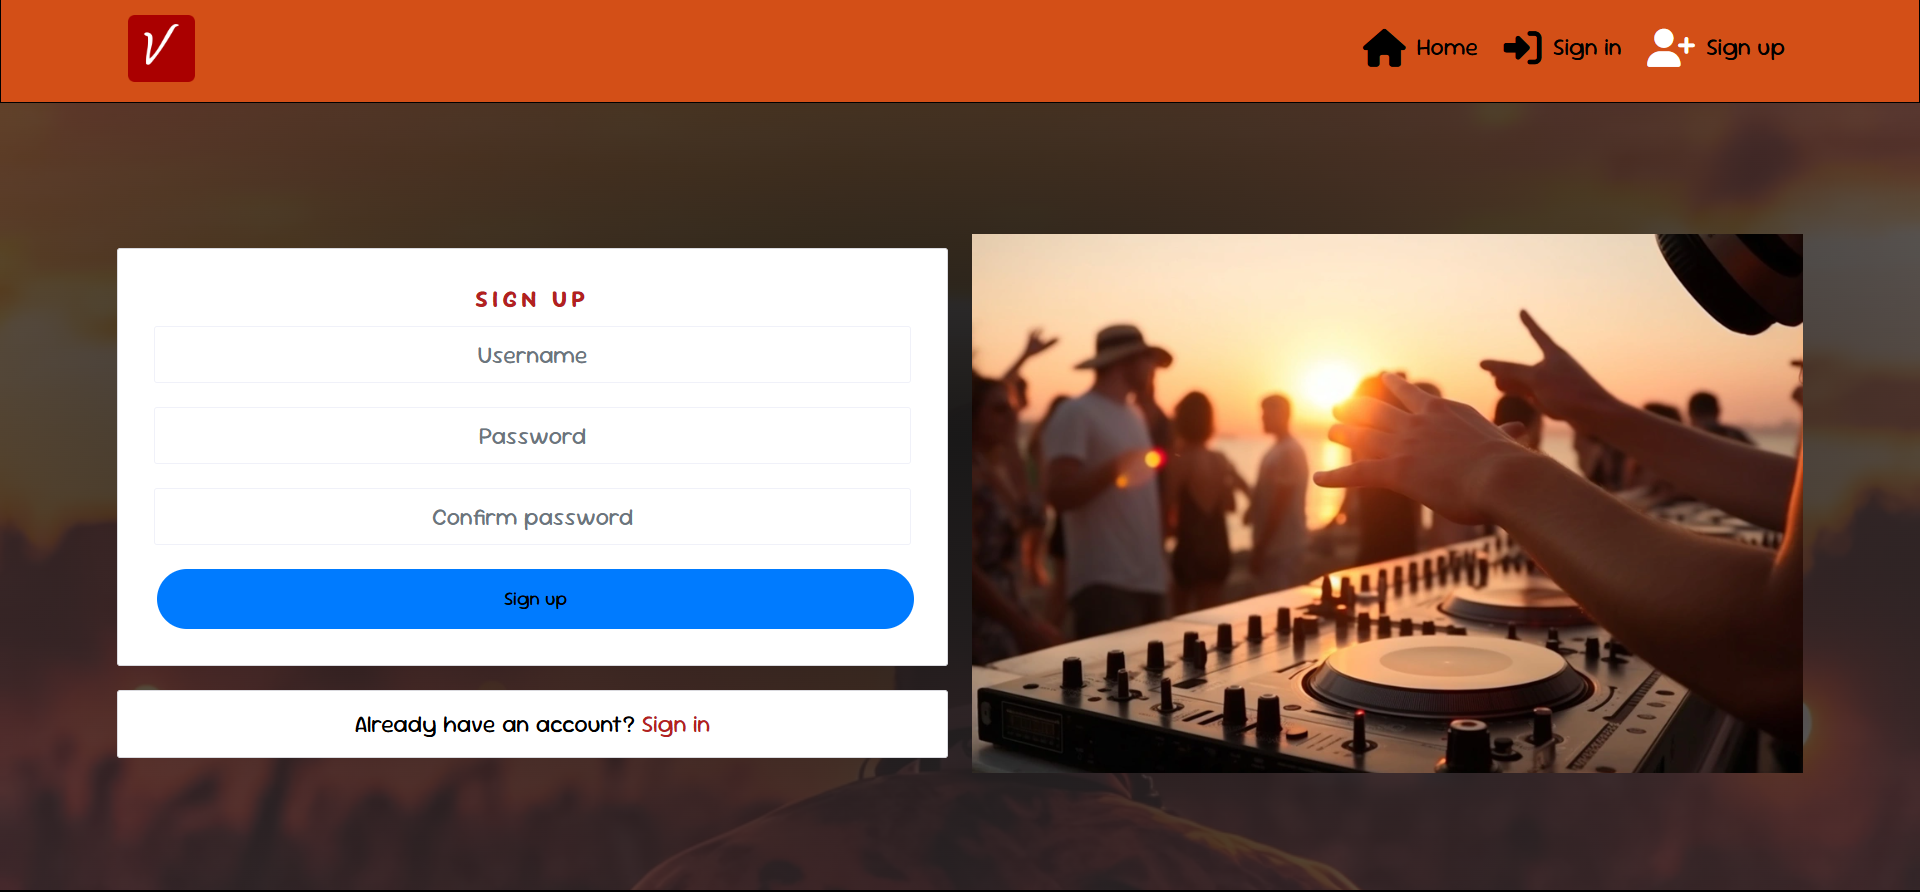 V
Home
Sign in
Sign up
SIGN UP
Username
Password
Confirm password
Sign up
Already have an account? Sign in